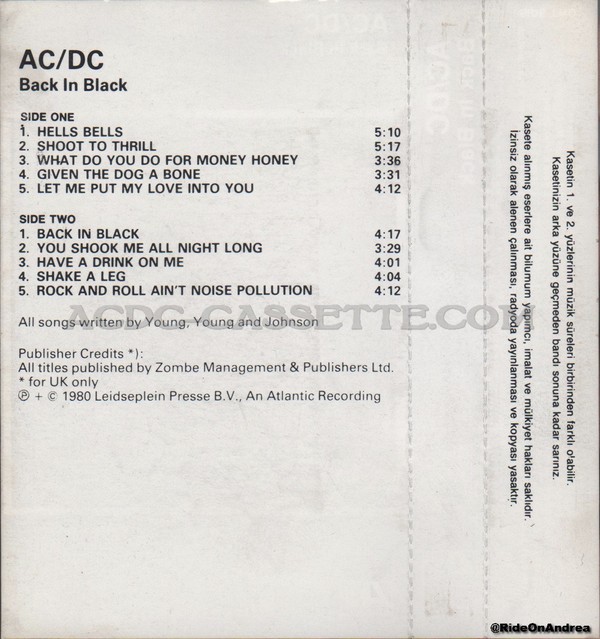 AC/DC
Back In Black
SIDE ONE
1. HELLS BELLS 5:10
2. SHOOT TO THRILL 5:17
3. WHAT DO YOU DO FOR MONEY HONEY 3:36
4. GIVEN THE DOG A BONE 3:31
5. LET ME PUT MY LOVE INTO YOU 4:12
SIDE TWO
1. BACK IN BLACK 4:17
2. YOU SHOOK ME ALL NIGHT LONG 3:29
3. HAVE A DRINK ON ME 4:01
4. SHAKE A LEG 4:04
5. ROCK AND ROLL AIN'T NOISE POLLUTION 4:12
ACDC-CASSETTE.COM
All songs written by Young, Young and Johnson
Publisher Credits *):
All titles published by Zombe Management & Publishers Ltd.
* for UK only
℗ + © 1980 Leidseplein Presse B.V., An Atlantic Recording
Kasetin 1. ve 2. yüzlerinin müzik süreleri birbirinden farklı olabilir.
Kasetinizin arka yüzüne geçmeden bandı sonuna kadar sarınız.
Kasete alınmış eserlere ait bilumum yapımcı, imalat ve mülkiyet hakları saklıdır.
İzinsiz olarak alenen çalınması, radyoda yayınlanması ve kopyası yasaktır.
AC/DC
Back In Black
@RideOnAndrea